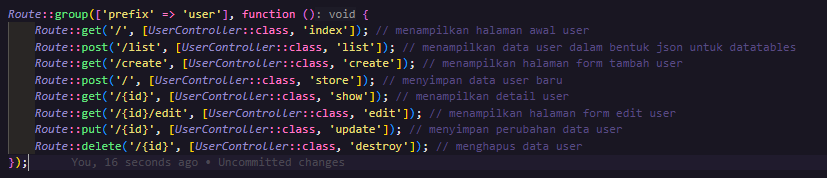 Route::group(['prefix' => 'user'], function (): void {
    Route::get('/', [UserController::class, 'index']); // menampilkan halaman awal user
    Route::post('/list', [UserController::class, 'list']); // menampilkan data user dalam bentuk json untuk datatables
    Route::get('/create', [UserController::class, 'create']); // menampilkan halaman form tambah user
    Route::post('/', [UserController::class, 'store']); // menyimpan data user baru
    Route::get('/{id}', [UserController::class, 'show']); // menampilkan detail user
    Route::get('/{id}/edit', [UserController::class, 'edit']); // menampilkan halaman form edit user
    Route::put('/{id}', [UserController::class, 'update']); // menyimpan perubahan data user
    Route::delete('/{id}', [UserController::class, 'destroy']); // menghapus data user
}); You, 16 seconds ago • Uncommitted changes